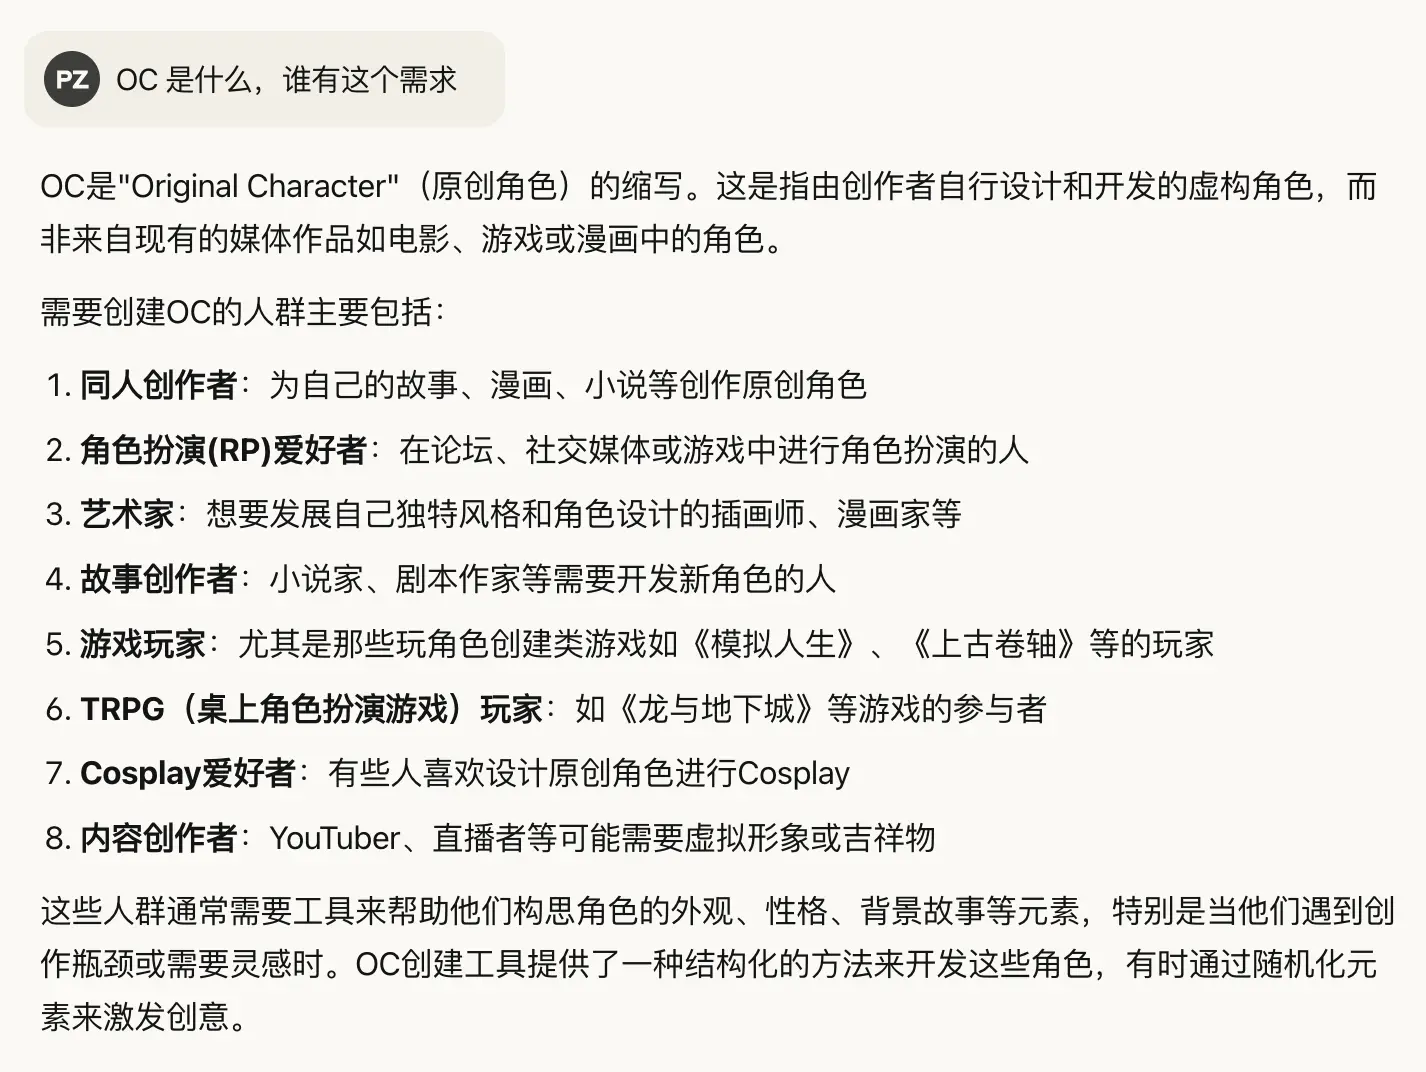 PZ OC 是什么，谁有这个需求
OC是"Original Character"（原创角色）的缩写。这是指由创作者自行设计和开发的虚构角色，而
非来自现有的媒体作品如电影、游戏或漫画中的角色。
需要创建OC的人群主要包括：
1. 同人创作者：为自己的故事、漫画、小说等创作原创角色
2. 角色扮演(RP)爱好者：在论坛、社交媒体或游戏中进行角色扮演的人
3. 艺术家：想要发展自己独特风格和角色设计的插画师、漫画家等
4. 故事创作者：小说家、剧本作家等需要开发新角色的人
5. 游戏玩家：尤其是那些玩角色创建类游戏如《模拟人生》、《上古卷轴》等的玩家
6. TRPG（桌上角色扮演游戏）玩家：如《龙与地下城》等游戏的参与者
7. Cosplay爱好者：有些人喜欢设计原创角色进行Cosplay
8. 内容创作者：YouTuber、直播者等可能需要虚拟形象或吉祥物
这些人群通常需要工具来帮助他们构思角色的外观、性格、背景故事等元素，特别是当他们遇到创
作瓶颈或需要灵感时。OC创建工具提供了一种结构化的方法来开发这些角色，有时通过随机化元
素来激发创意。